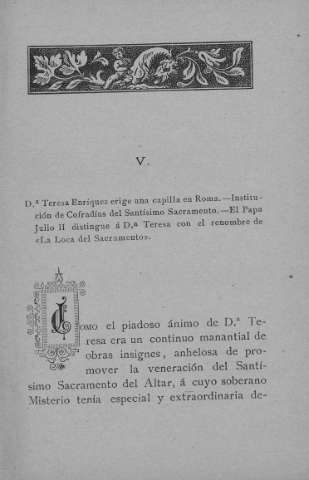 V.
D.ª Teresa Enríquez erige una capilla en Roma.—Institu-
ción de Cofradías del Santísimo Sacramento.—El Papa
Julio II distingue á D.ª Teresa con el renombre de
«La Loca del Sacramento».
Como el piadoso ánimo de D.ª Te-
resa era un continuo manantial de
obras insignes, anhelosa de pro-
mover la veneración del Santí-
simo Sacramento del Altar, á cuyo soberano
Misterio tenía especial y extraordinaria de-